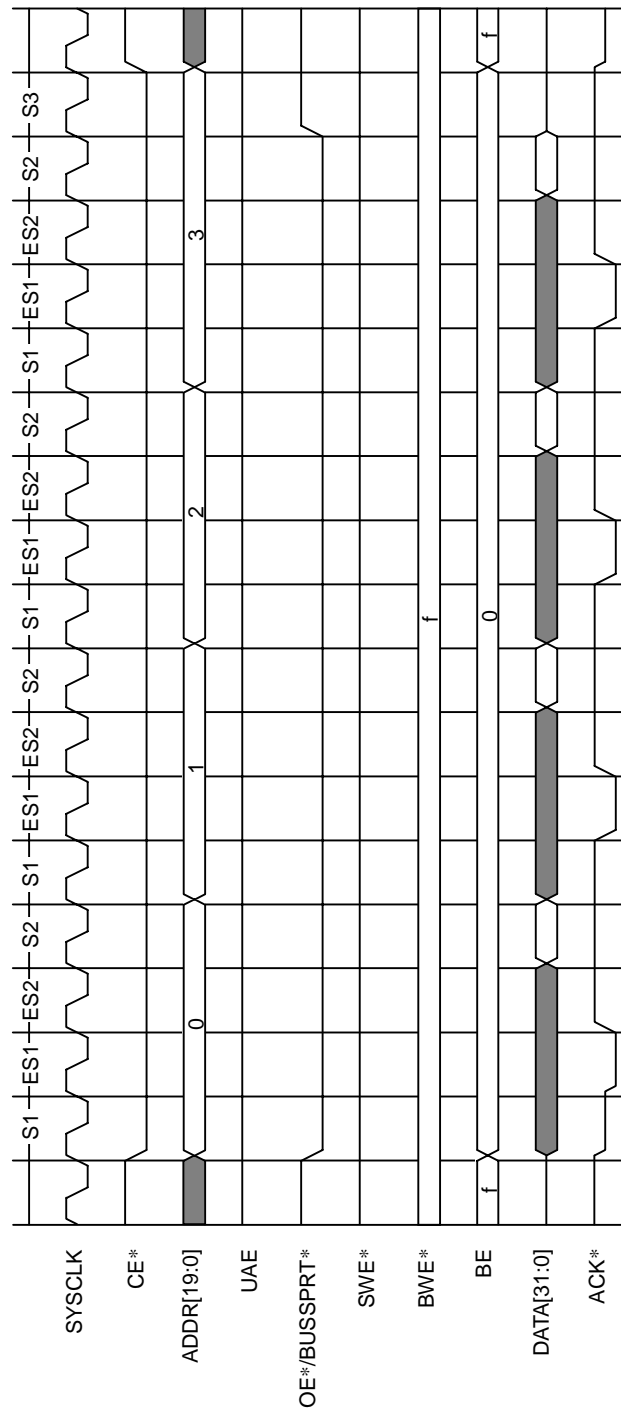 S1 ES1 ES2 S2 S1 ES1 ES2 S2 S1 ES1 ES2 S2 S1 ES1 ES2 S2 S3
SYSCLK
CE*
ADDR[19:0] 0 1 2 3
UAE
OE*/BUSSPRT*
SWE*
BWE* f
BE f 0 f
DATA[31:0]
ACK*